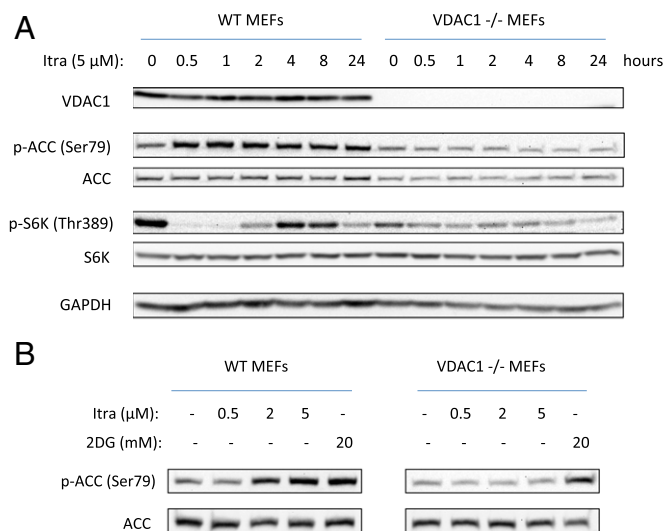 A
WT MEFs VDAC1 -/- MEFs
Itra (5 µM): 0 0.5 1 2 4 8 24 0 0.5 1 2 4 8 24 hours
VDAC1
p-ACC (Ser79)
ACC
p-S6K (Thr389)
S6K
GAPDH
B
WT MEFs VDAC1 -/- MEFs
Itra (µM): - 0.5 2 5 - - 0.5 2 5 -
2DG (mM): - - - - 20 - - - - 20
p-ACC (Ser79)
ACC